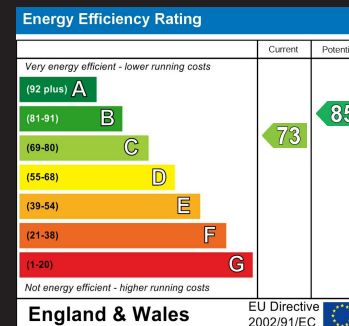 Energy Efficiency Rating
Current Potenti
Very energy efficient - lower running costs
(92 plus) A
(81-91) B
85
(69-80) C
73
(55-68) D
(39-54) E
(21-38) F
(1-20) G
Not energy efficient - higher running costs
England & Wales
EU Directive
2002/91/EC